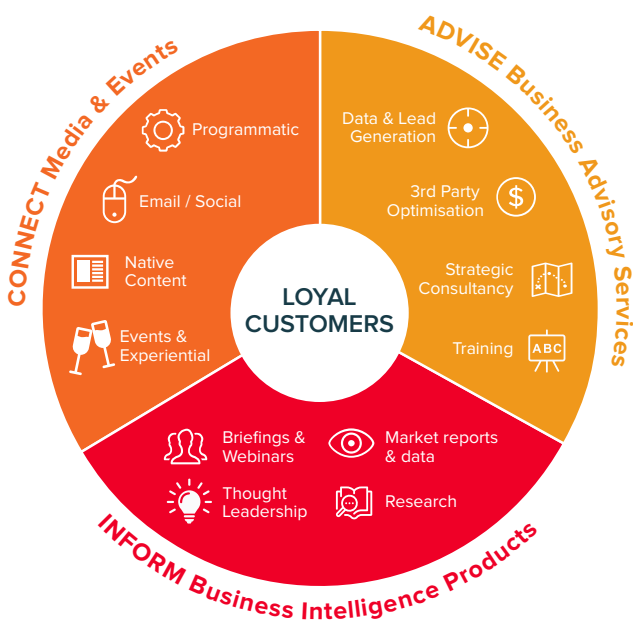 CONNECT Media & Events
Programmatic
Email / Social
Native
Content
Events &
Experiential
ADVISE Business Advisory Services
Data & Lead
Generation
3rd Party
Optimisation
$
Strategic
Consultancy
Training
ABC
LOYAL
CUSTOMERS
Briefings &
Webinars
Market reports
& data
Thought
Leadership
Research
INFORM Business Intelligence Products